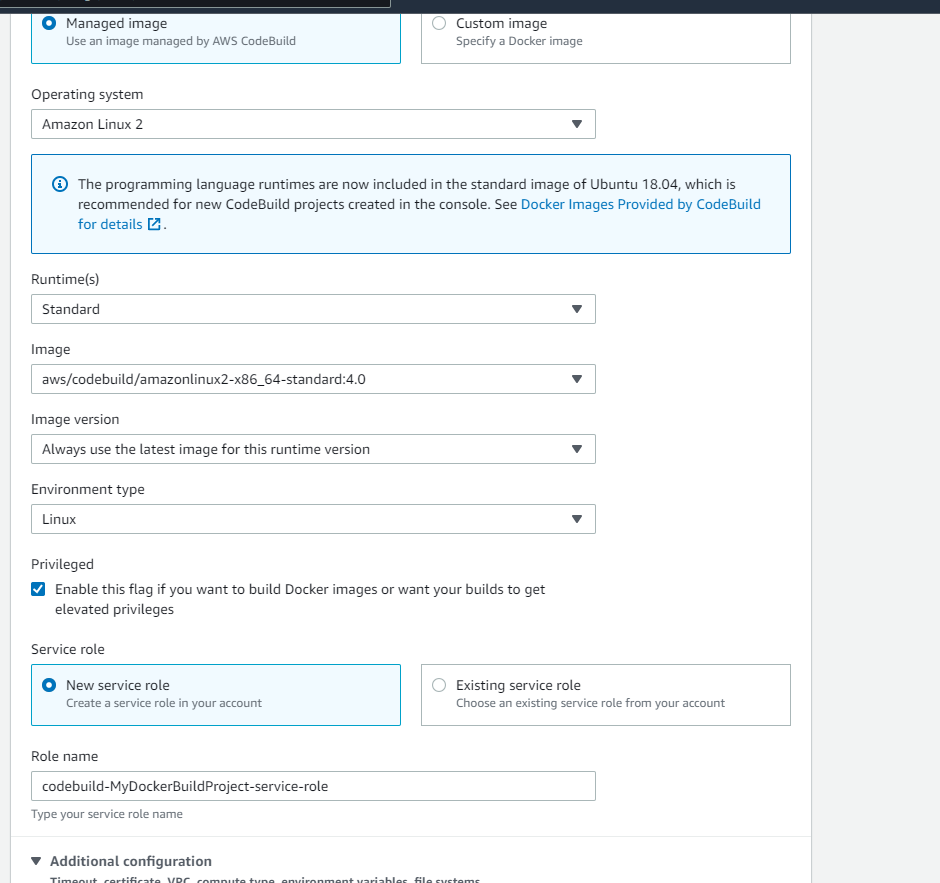 Managed image
Use an image managed by AWS CodeBuild
Custom image
Specify a Docker image
Operating system
Amazon Linux 2
The programming language runtimes are now included in the standard image of Ubuntu 18.04, which is
recommended for new CodeBuild projects created in the console. See Docker Images Provided by CodeBuild
for details .
Runtime(s)
Standard
Image
aws/codebuild/amazonlinux2-x86_64-standard:4.0
Image version
Always use the latest image for this runtime version
Environment type
Linux
Privileged
Enable this flag if you want to build Docker images or want your builds to get
elevated privileges
Service role
New service role
Create a service role in your account
Existing service role
Choose an existing service role from your account
Role name
codebuild-MyDockerBuildProject-service-role
Type your service role name
Additional configuration
Timeout, certificate, VPC, compute type, environment variables, file systems